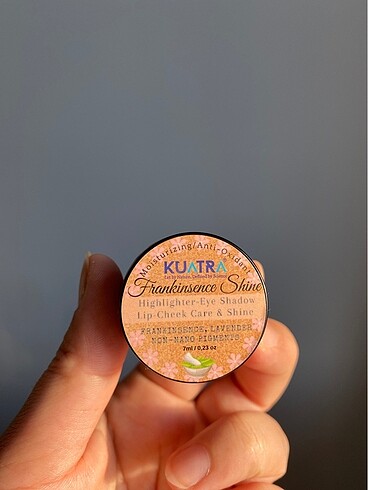 Moisturizing/Anti-Oxidant
KUATRA
Frankinsence Shine
Highlighter-Eye Shadow
Lip-Cheek Care & Shine
FRANKINSENCE, LAVENDER
NON-NANO PIGMENTS
7ml / 0.23 oz